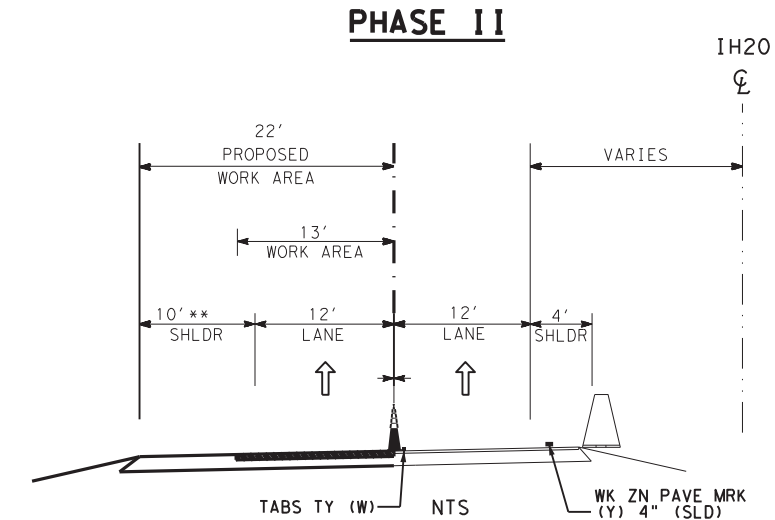 PHASE II
IH20
℄
22'
PROPOSED
WORK AREA
VARIES
13'
WORK AREA
10'**
SHLDR
12'
LANE
12'
LANE
4'
SHLDR
TABS TY (W)
NTS
WK ZN PAVE MRK
(Y) 4" (SLD)